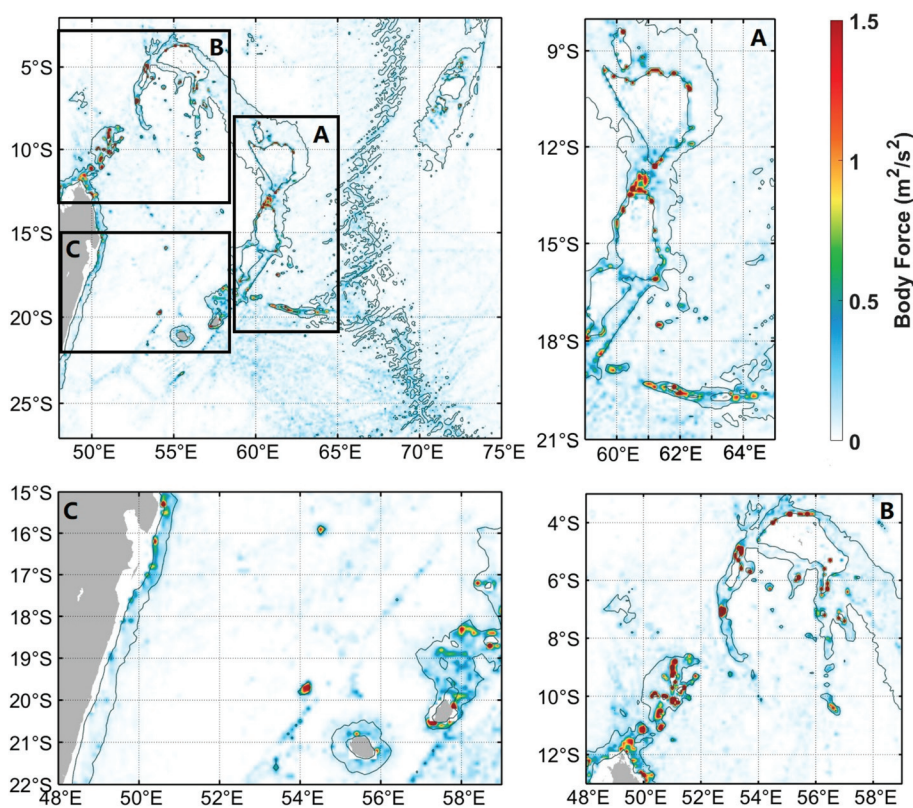 B
A
C
5°S
10°S
15°S
20°S
25°S
50°E 55°E 60°E 65°E 70°E 75°E
A
9°S
12°S
15°S
18°S
21°S
60°E 62°E 64°E
1.5
1
0.5
0
Body Force (m²/s²)
C
15°S
16°S
17°S
18°S
19°S
20°S
21°S
22°S
48°E 50°E 52°E 54°E 56°E 58°E
B
4°S
6°S
8°S
10°S
12°S
48°E 50°E 52°E 54°E 56°E 58°E